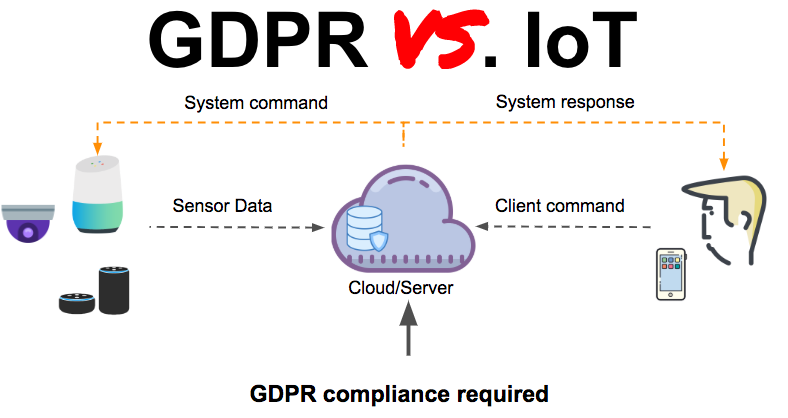 GDPR VS. IoT
System command
System response
Sensor Data
Client command
Cloud/Server
GDPR compliance required